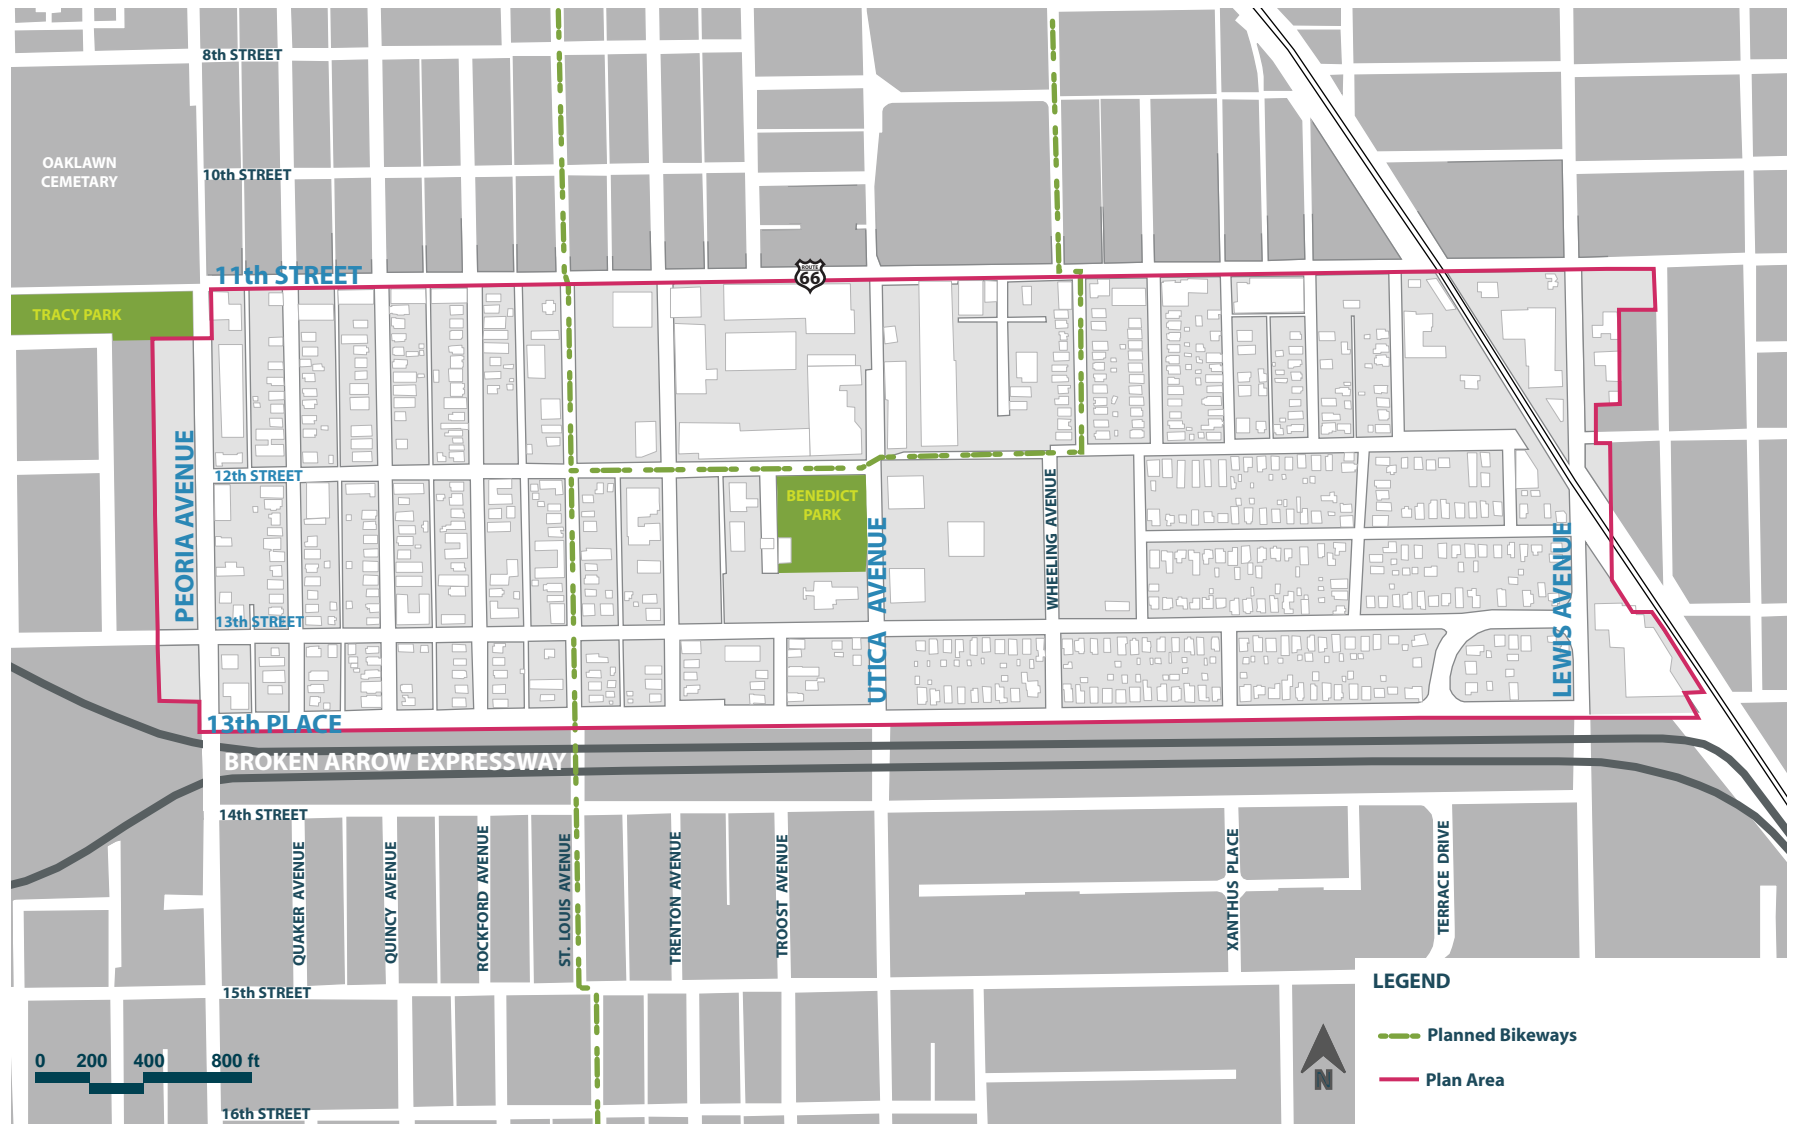 8th STREET
OAKLAWN
CEMETARY
10th STREET
11th STREET
ROUTE
66
TRACY PARK
PEORIA AVENUE
12th STREET
BENEDICT
PARK
UTICA AVENUE
WHEELING AVENUE
LEWIS AVENUE
13th STREET
13th PLACE
BROKEN ARROW EXPRESSWAY
14th STREET
QUAKER AVENUE
QUINCY AVENUE
ROCKFORD AVENUE
ST. LOUIS AVENUE
TRENTON AVENUE
TROOST AVENUE
XANTHUS PLACE
TERRACE DRIVE
15th STREET
LEGEND
Planned Bikeways
Plan Area
N
0 200 400 800 ft
16th STREET